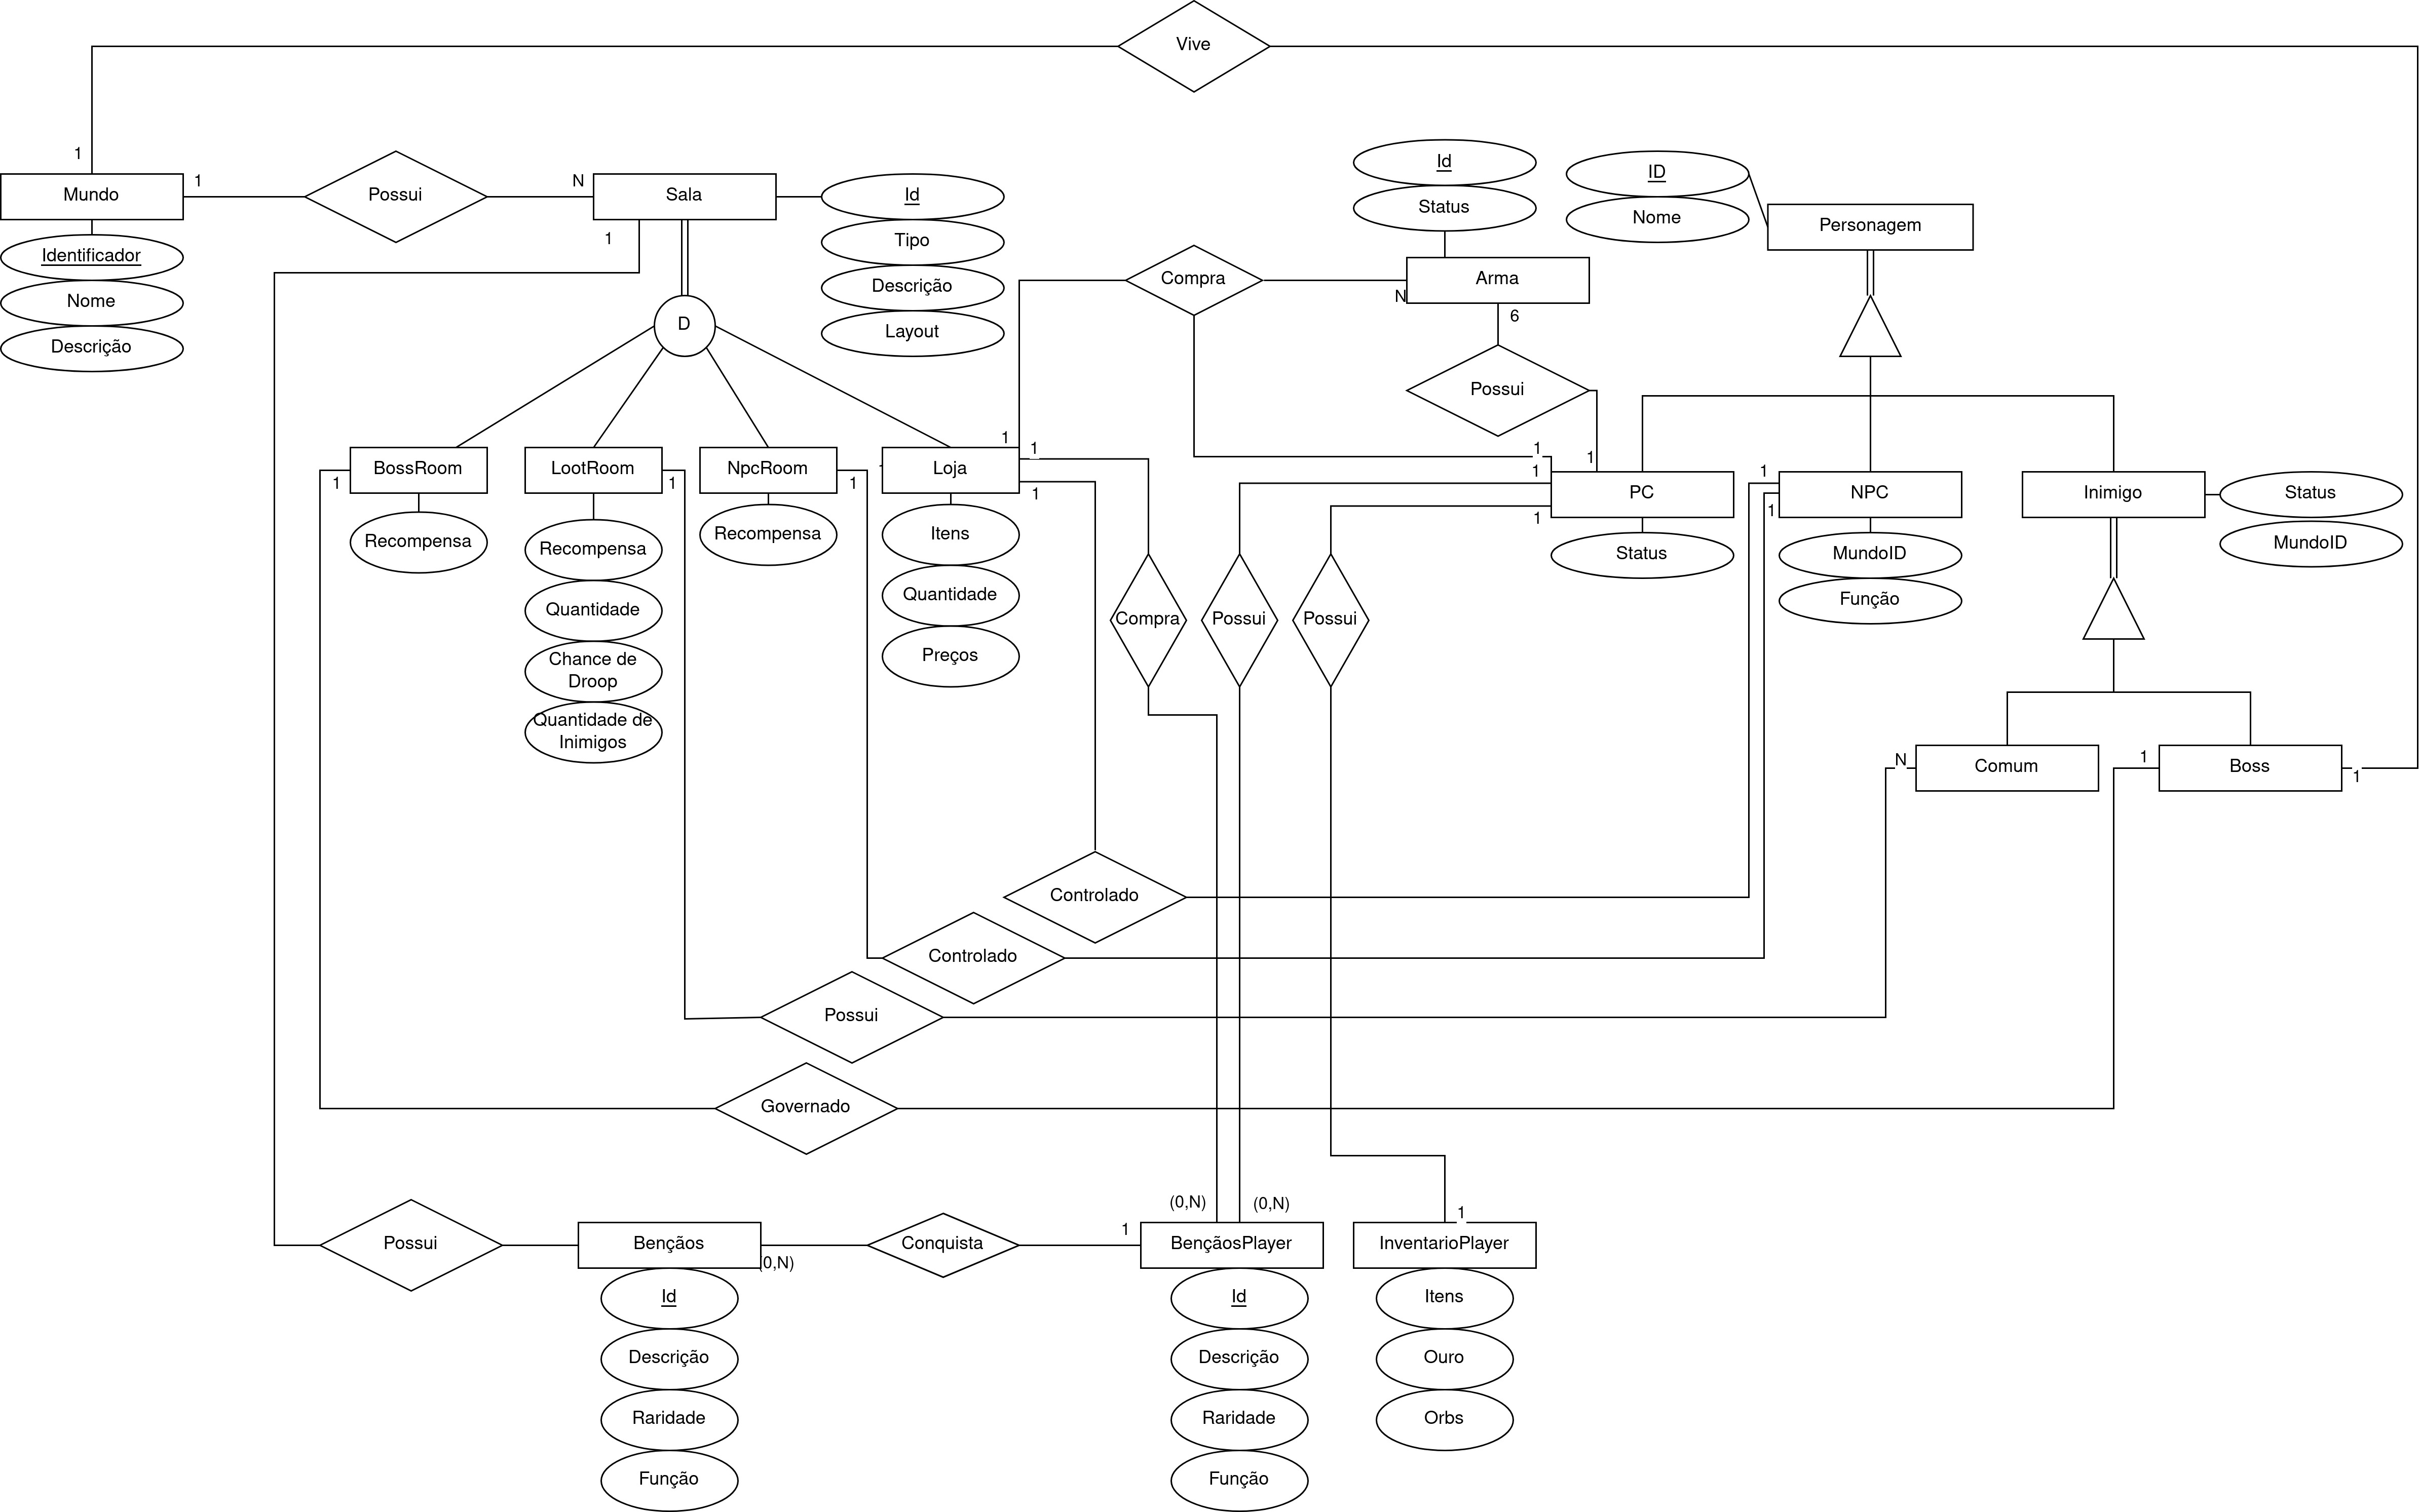 Vive
1
Mundo
1
Possui
N
Sala
Identificador
Nome
Descrição
1
Id
Tipo
Descrição
Layout
D
Compra
Id
Status
N
Arma
6
Possui
ID
Nome
Personagem
BossRoom
1
Recompensa
LootRoom
1
Recompensa
Quantidade
Chance de
Droop
Quantidade de
Inimigos
NpcRoom
1
Recompensa
1
1
Loja
1
Itens
Quantidade
Preços
Compra
Possui
Possui
1
1
1
1
PC
Status
1
1
NPC
MundoID
Função
Inimigo
Status
MundoID
N
Comum
1
Boss
1
Controlado
Controlado
Possui
Governado
Possui
Bençãos
(0,N)
Conquista
1
(0,N)
(0,N)
BençãosPlayer
1
InventarioPlayer
Id
Descrição
Raridade
Função
Id
Descrição
Raridade
Função
Itens
Ouro
Orbs